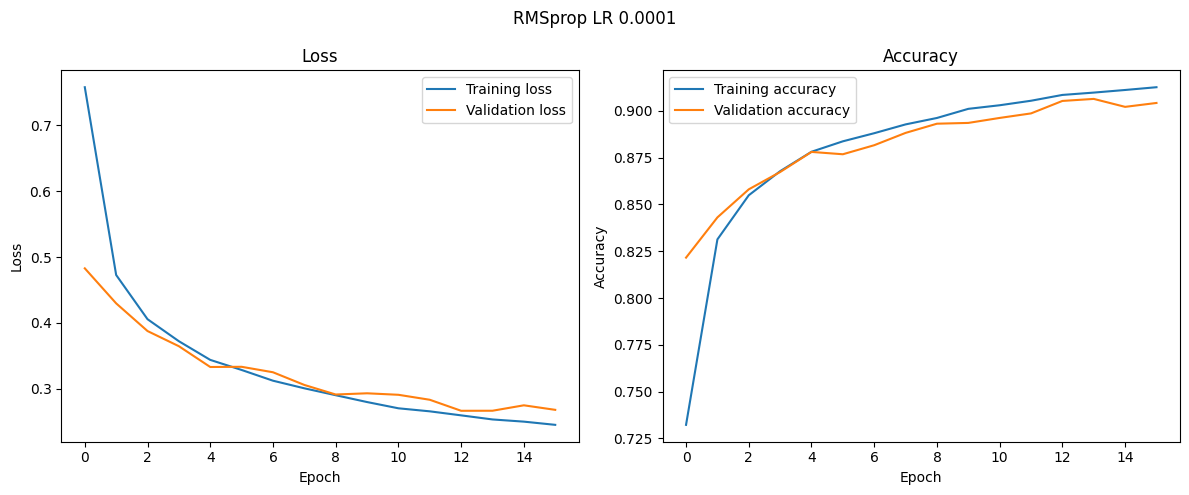 RMSprop LR 0.0001
Loss
Training loss
Validation loss
Loss
0.7
0.6
0.5
0.4
0.3
0 2 4 6 8 10 12 14
Epoch
Accuracy
Training accuracy
Validation accuracy
Accuracy
0.900
0.875
0.850
0.825
0.800
0.775
0.750
0.725
0 2 4 6 8 10 12 14
Epoch